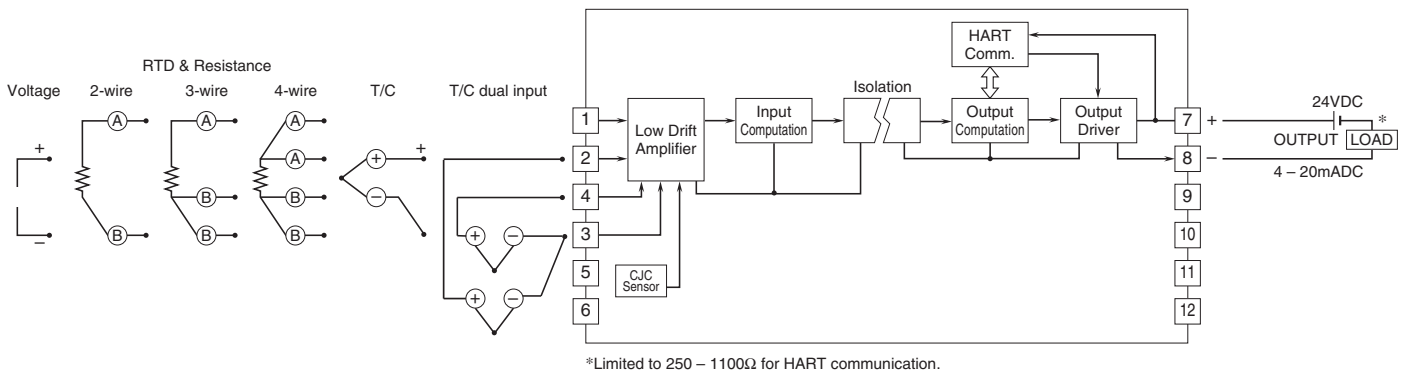 RTD & Resistance
Voltage
2-wire
3-wire
4-wire
T/C
T/C dual input
+
–
A
B
A
B
B
A
A
B
B
+
+
–
+
–
+
–
1
2
4
3
5
6
Low Drift
Amplifier
CJC
Sensor
Input
Computation
Isolation
HART
Comm.
Output
Computation
Output
Driver
7
8
9
10
11
12
+
–
24VDC
*
OUTPUT
LOAD
4 – 20mADC
*Limited to 250 – 1100Ω for HART communication.